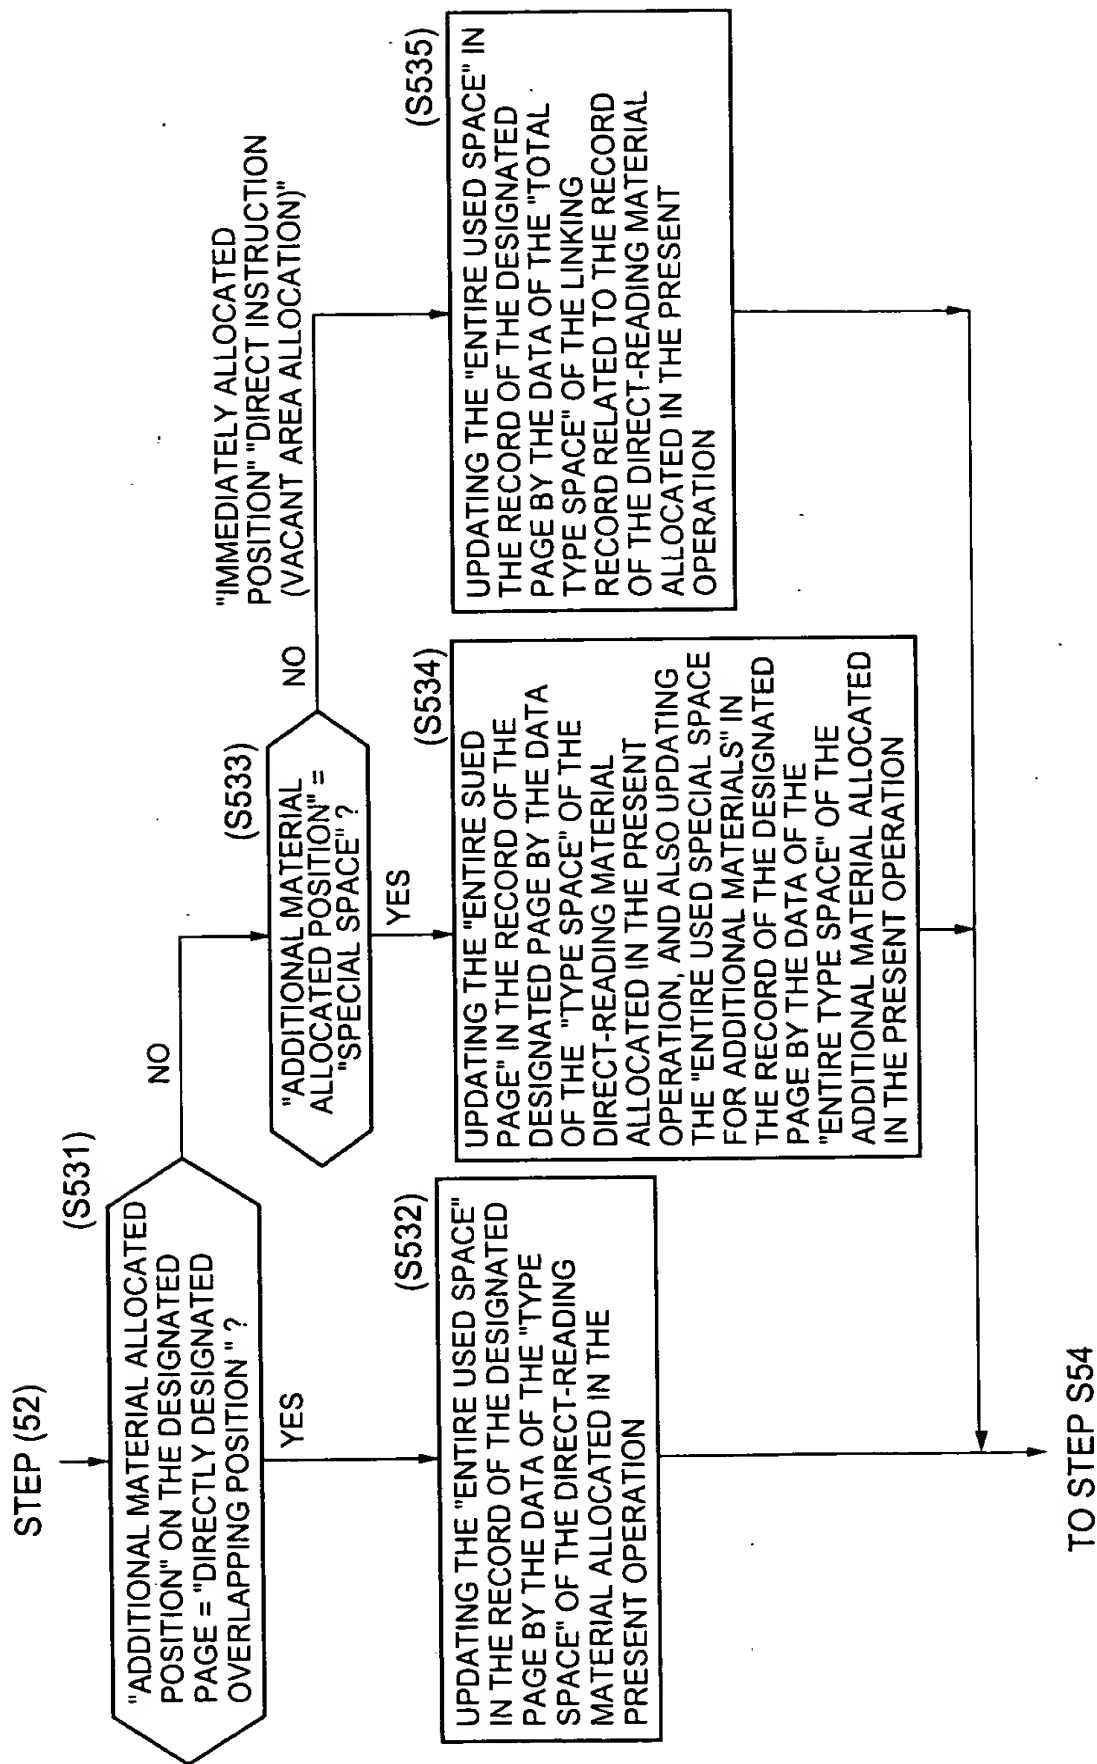 STEP (52)
(S531)
"ADDITIONAL MATERIAL ALLOCATED
POSITION" ON THE DESIGNATED
PAGE = "DIRECTLY DESIGNATED
OVERLAPPING POSITION" ?
YES
NO
(S532)
UPDATING THE "ENTIRE USED SPACE"
IN THE RECORD OF THE DESIGNATED
PAGE BY THE DATA OF THE "TYPE
SPACE" OF THE DIRECT-READING
MATERIAL ALLOCATED IN THE
PRESENT OPERATION
(S533)
"ADDITIONAL MATERIAL
ALLOCATED POSITION" =
"SPECIAL SPACE" ?
YES
NO
(S534)
UPDATING THE "ENTIRE SUED
PAGE" IN THE RECORD OF THE
DESIGNATED PAGE BY THE DATA
OF THE "TYPE SPACE" OF THE
DIRECT-READING MATERIAL
ALLOCATED IN THE PRESENT
OPERATION, AND ALSO UPDATING
THE "ENTIRE USED SPECIAL SPACE
FOR ADDITIONAL MATERIALS" IN
THE RECORD OF THE DESIGNATED
PAGE BY THE DATA OF THE
"ENTIRE TYPE SPACE" OF THE
ADDITIONAL MATERIAL ALLOCATED
IN THE PRESENT OPERATION
"IMMEDIATELY ALLOCATED
POSITION" "DIRECT INSTRUCTION
(VACANT AREA ALLOCATION)"
(S535)
UPDATING THE "ENTIRE USED SPACE" IN
THE RECORD OF THE DESIGNATED
PAGE BY THE DATA OF THE "TOTAL
TYPE SPACE" OF THE LINKING
RECORD RELATED TO THE RECORD
OF THE DIRECT-READING MATERIAL
ALLOCATED IN THE PRESENT
OPERATION
TO STEP S54